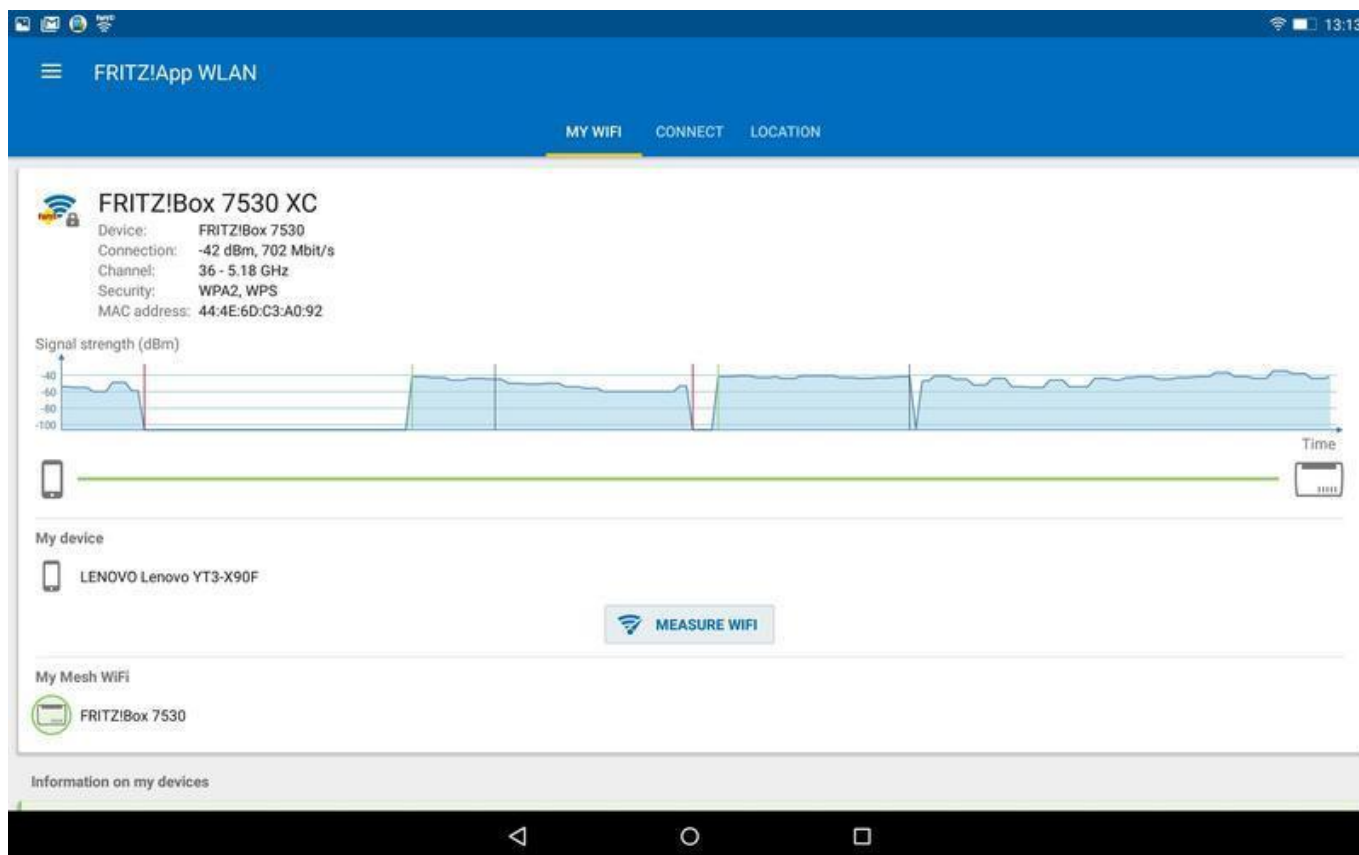 13:13
FRITZ!App WLAN
MY WIFI CONNECT LOCATION
FRITZ!Box 7530 XC
Device: FRITZ!Box 7530
Connection: -42 dBm, 702 Mbit/s
Channel: 36 - 5.18 GHz
Security: WPA2, WPS
MAC address: 44:4E:6D:C3:A0:92
Signal strength (dBm)
-40
-60
-80
-100
Time
My device
LENOVO Lenovo YT3-X90F
MEASURE WIFI
My Mesh WiFi
FRITZ!Box 7530
Information on my devices